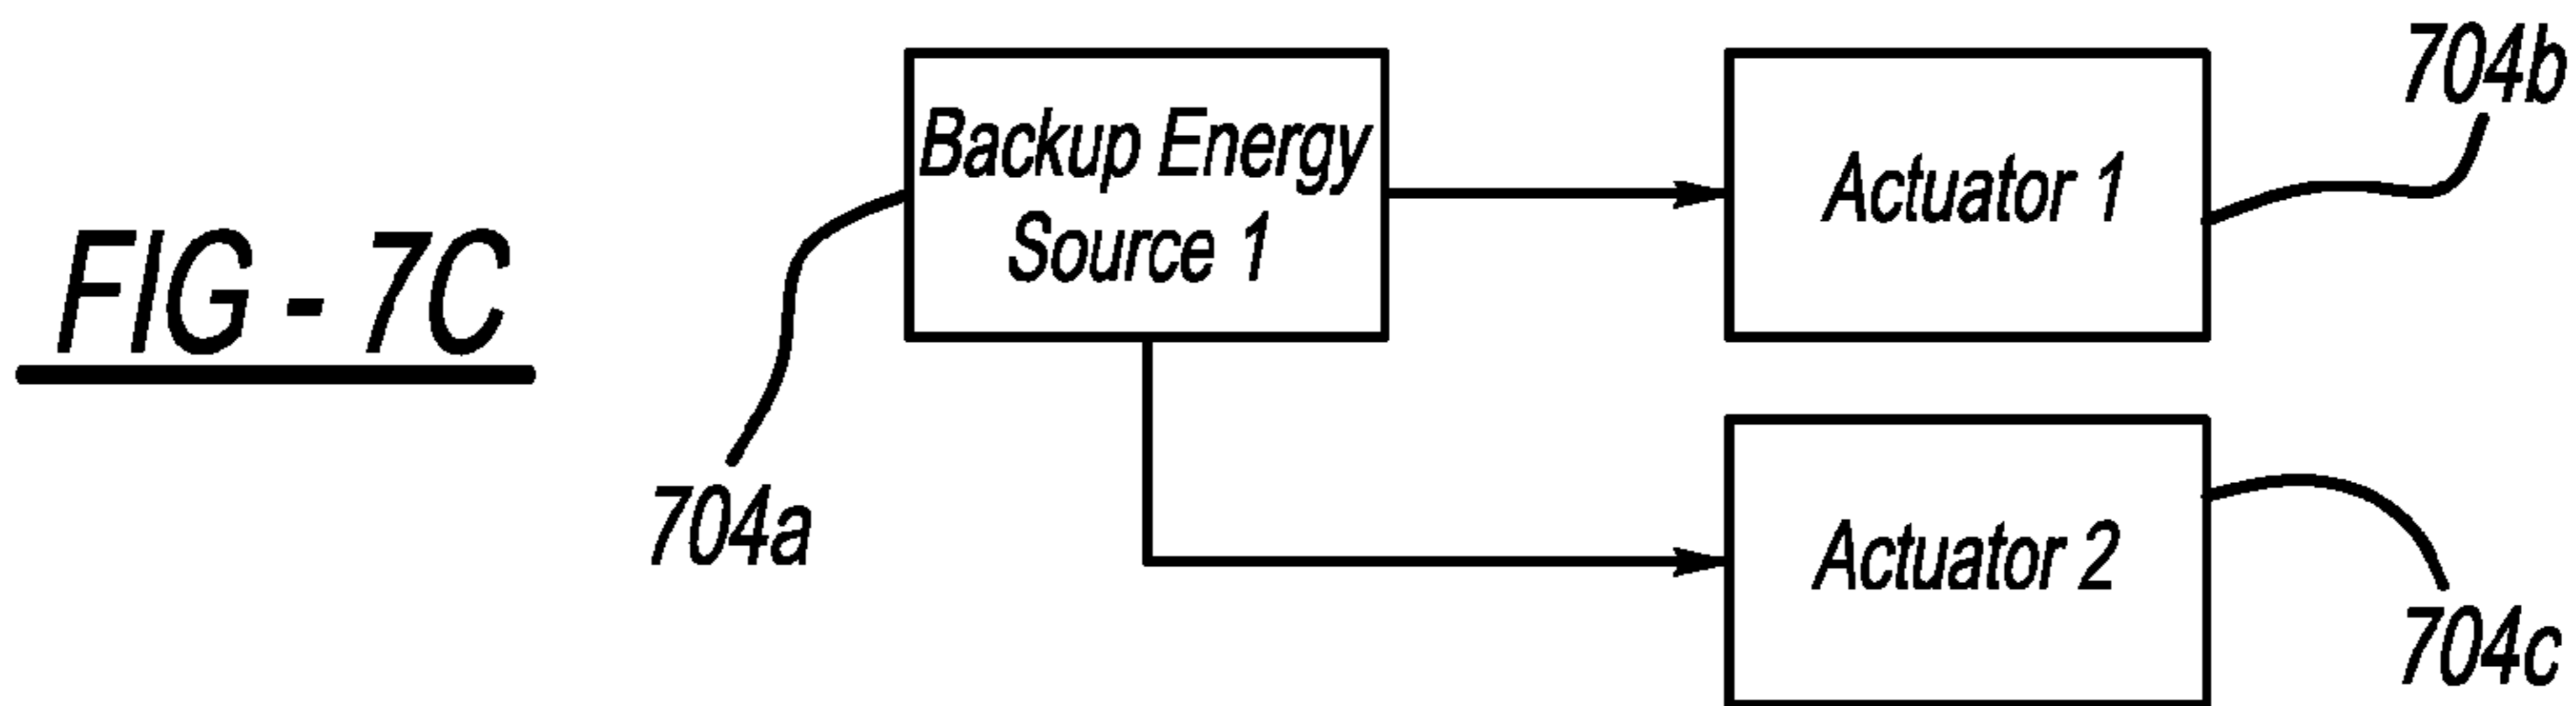 FIG - 7C
Backup Energy
Source 1
704a
Actuator 1
704b
Actuator 2
704c